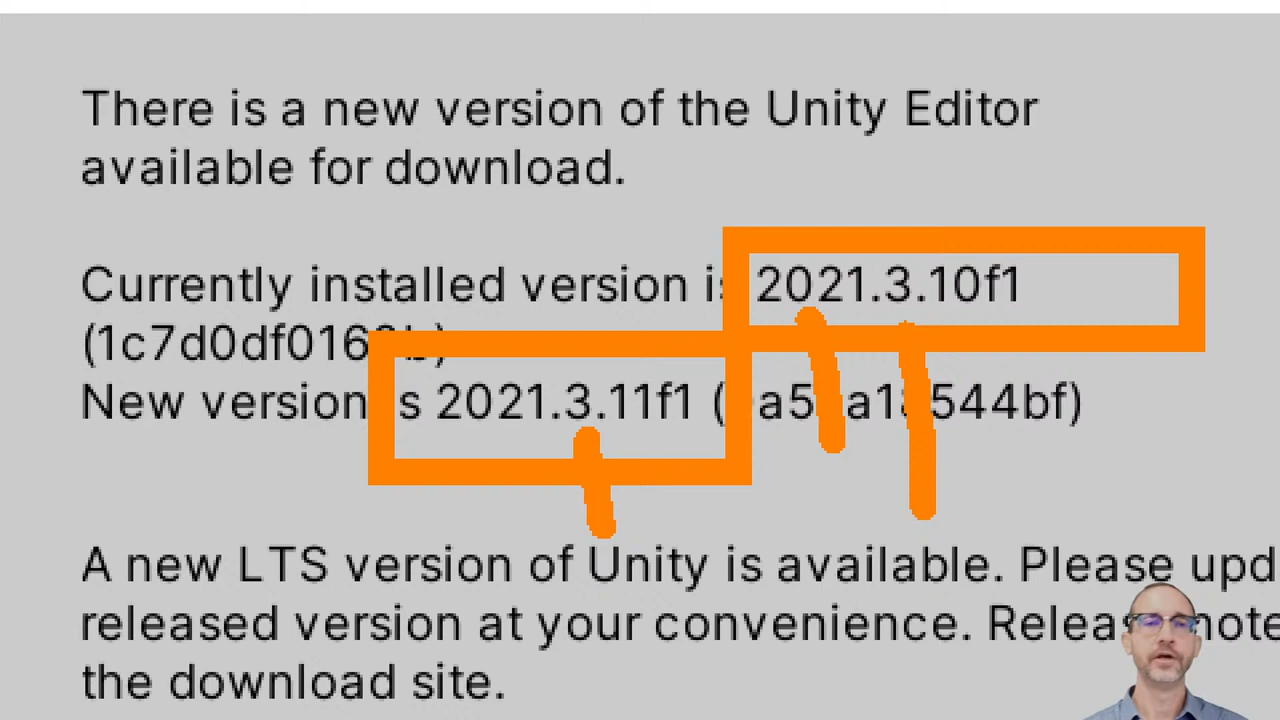 There is a new version of the Unity Editor
available for download.
Currently installed version is 2021.3.10f1
New version is 2021.3.11f1
A new LTS version of Unity is available. Please
released version at your convenience.
the download site.